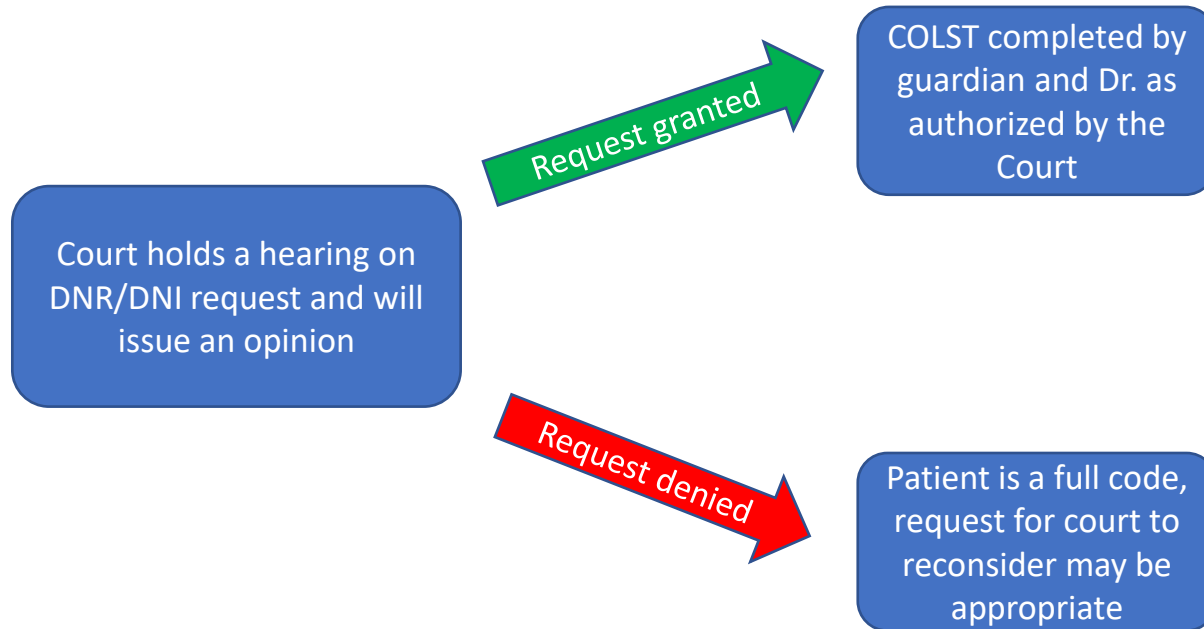 Court holds a hearing on
DNR/DNI request and will
issue an opinion
Request granted
COLST completed by
guardian and Dr. as
authorized by the
Court
Request denied
Patient is a full code,
request for court to
reconsider may be
appropriate